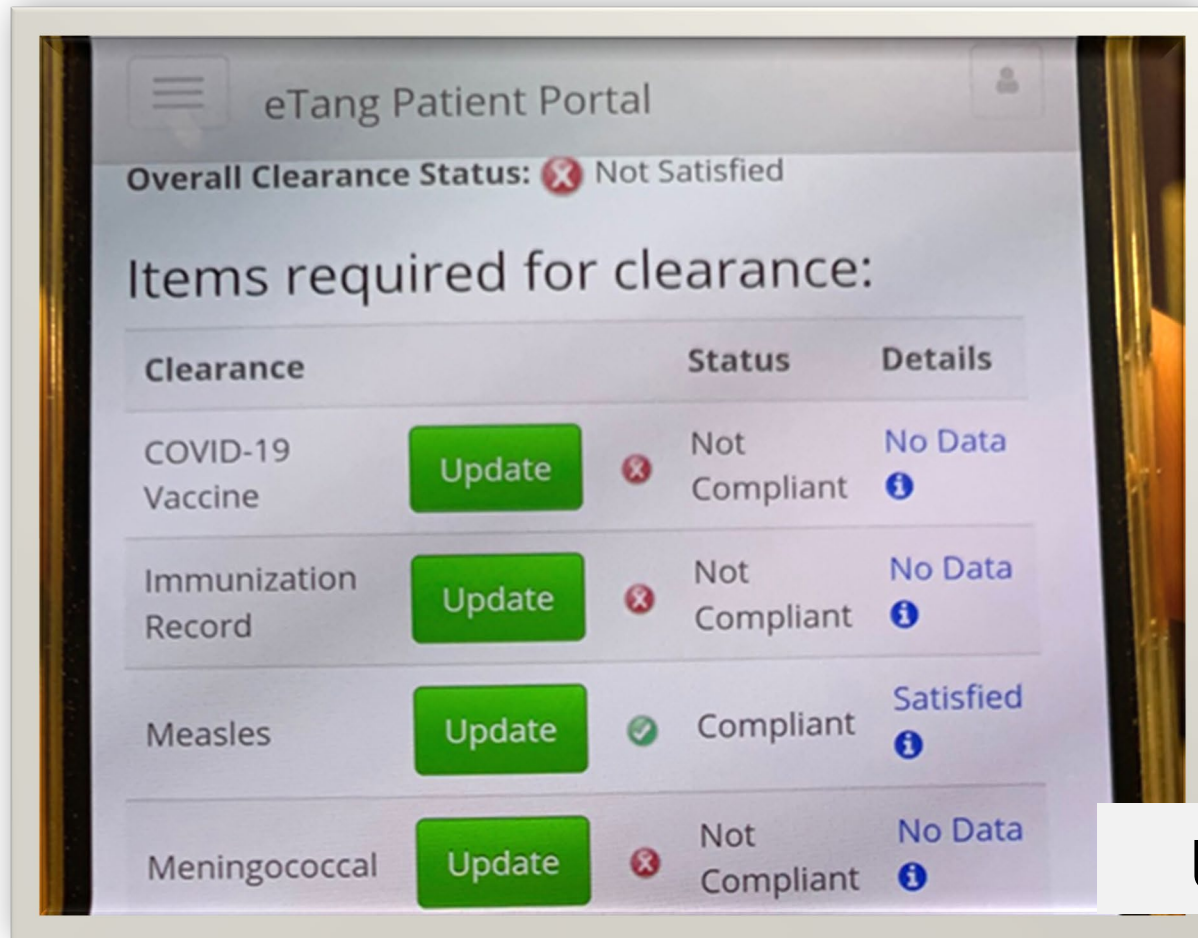 eTang Patient Portal
Overall Clearance Status: Not Satisfied
Items required for clearance:
Clearance Status Details
COVID-19 Vaccine Update Not Compliant No Data
Immunization Record Update Not Compliant No Data
Measles Update Compliant Satisfied
Meningococcal Update Not Compliant No Data